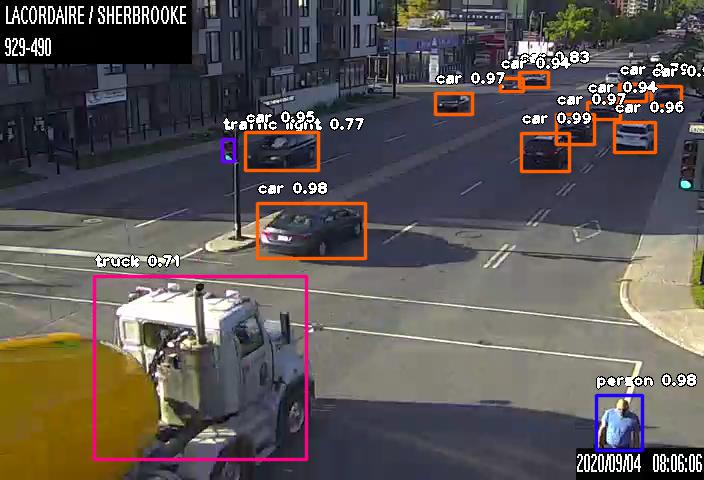 LACORDAIRE / SHERBROOKE
929-490
car 0.83
car 0.94
car 0.97
car 0.94
car 0.97
car 0.96
car 0.99
car 0.95
traffic light 0.77
car 0.98
truck 0.71
person 0.98
2020/09/04 08:06:06